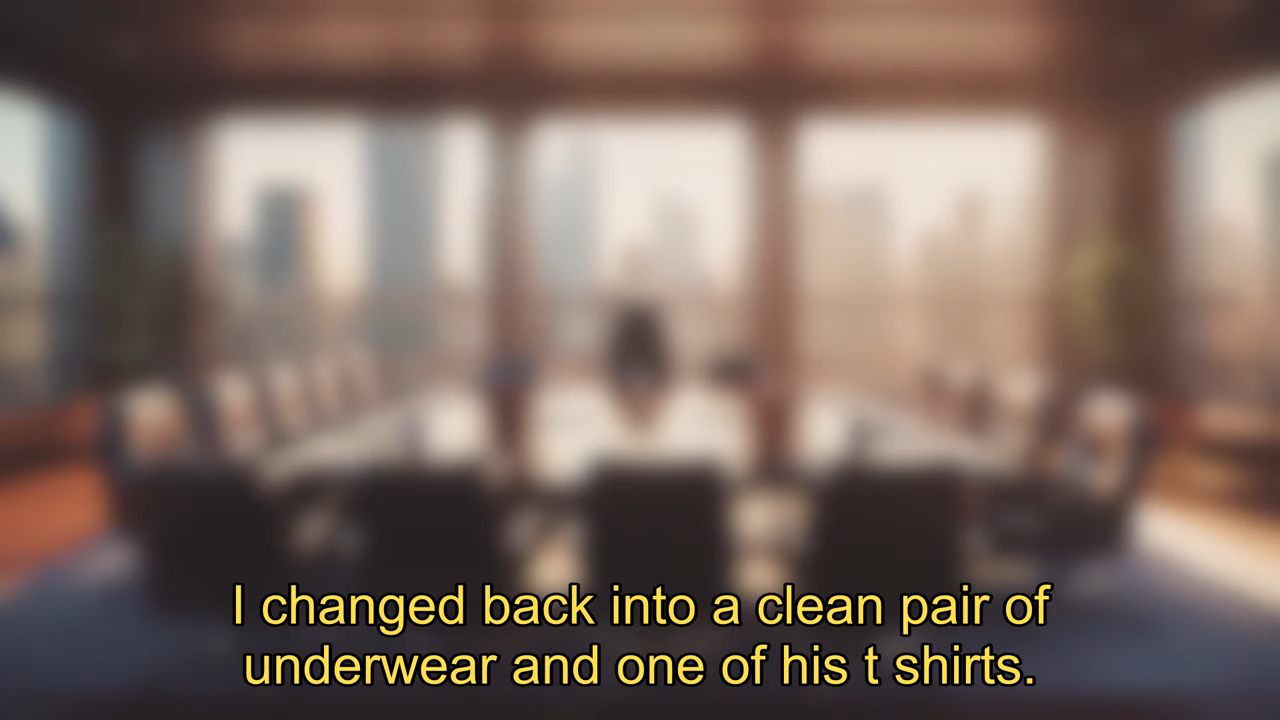 I changed back into a clean pair of
underwear and one of his t shirts.